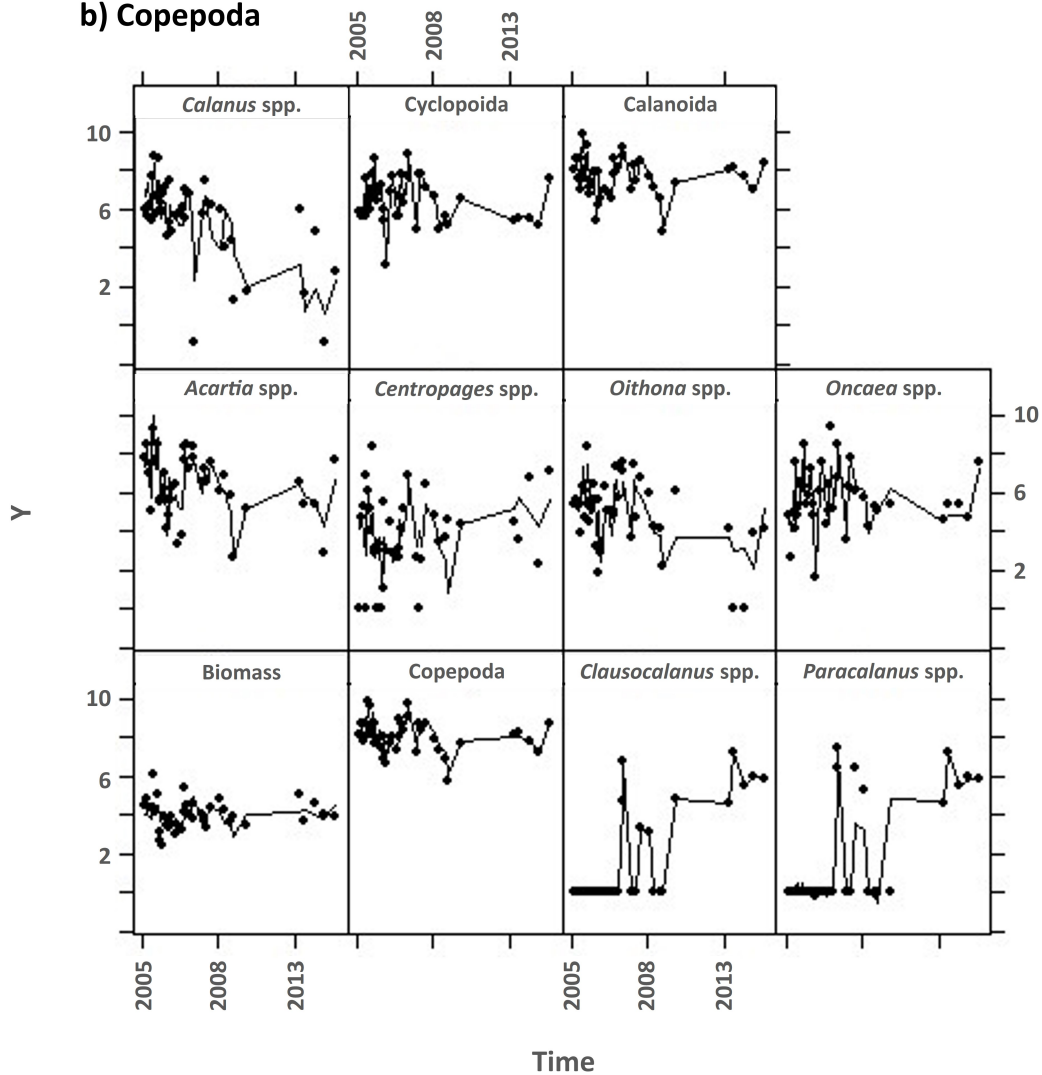 b) Copepoda
2005 2008 2013
Calanus spp. Cyclopoida Calanoida
10
6
2
Acartia spp. Centropages spp. Oithona spp. Oncaea spp.
10
6
2
Y
Biomass Copepoda Clausocalanus spp. Paracalanus spp.
10
6
2
2005 2008 2013 2005 2008 2013
Time